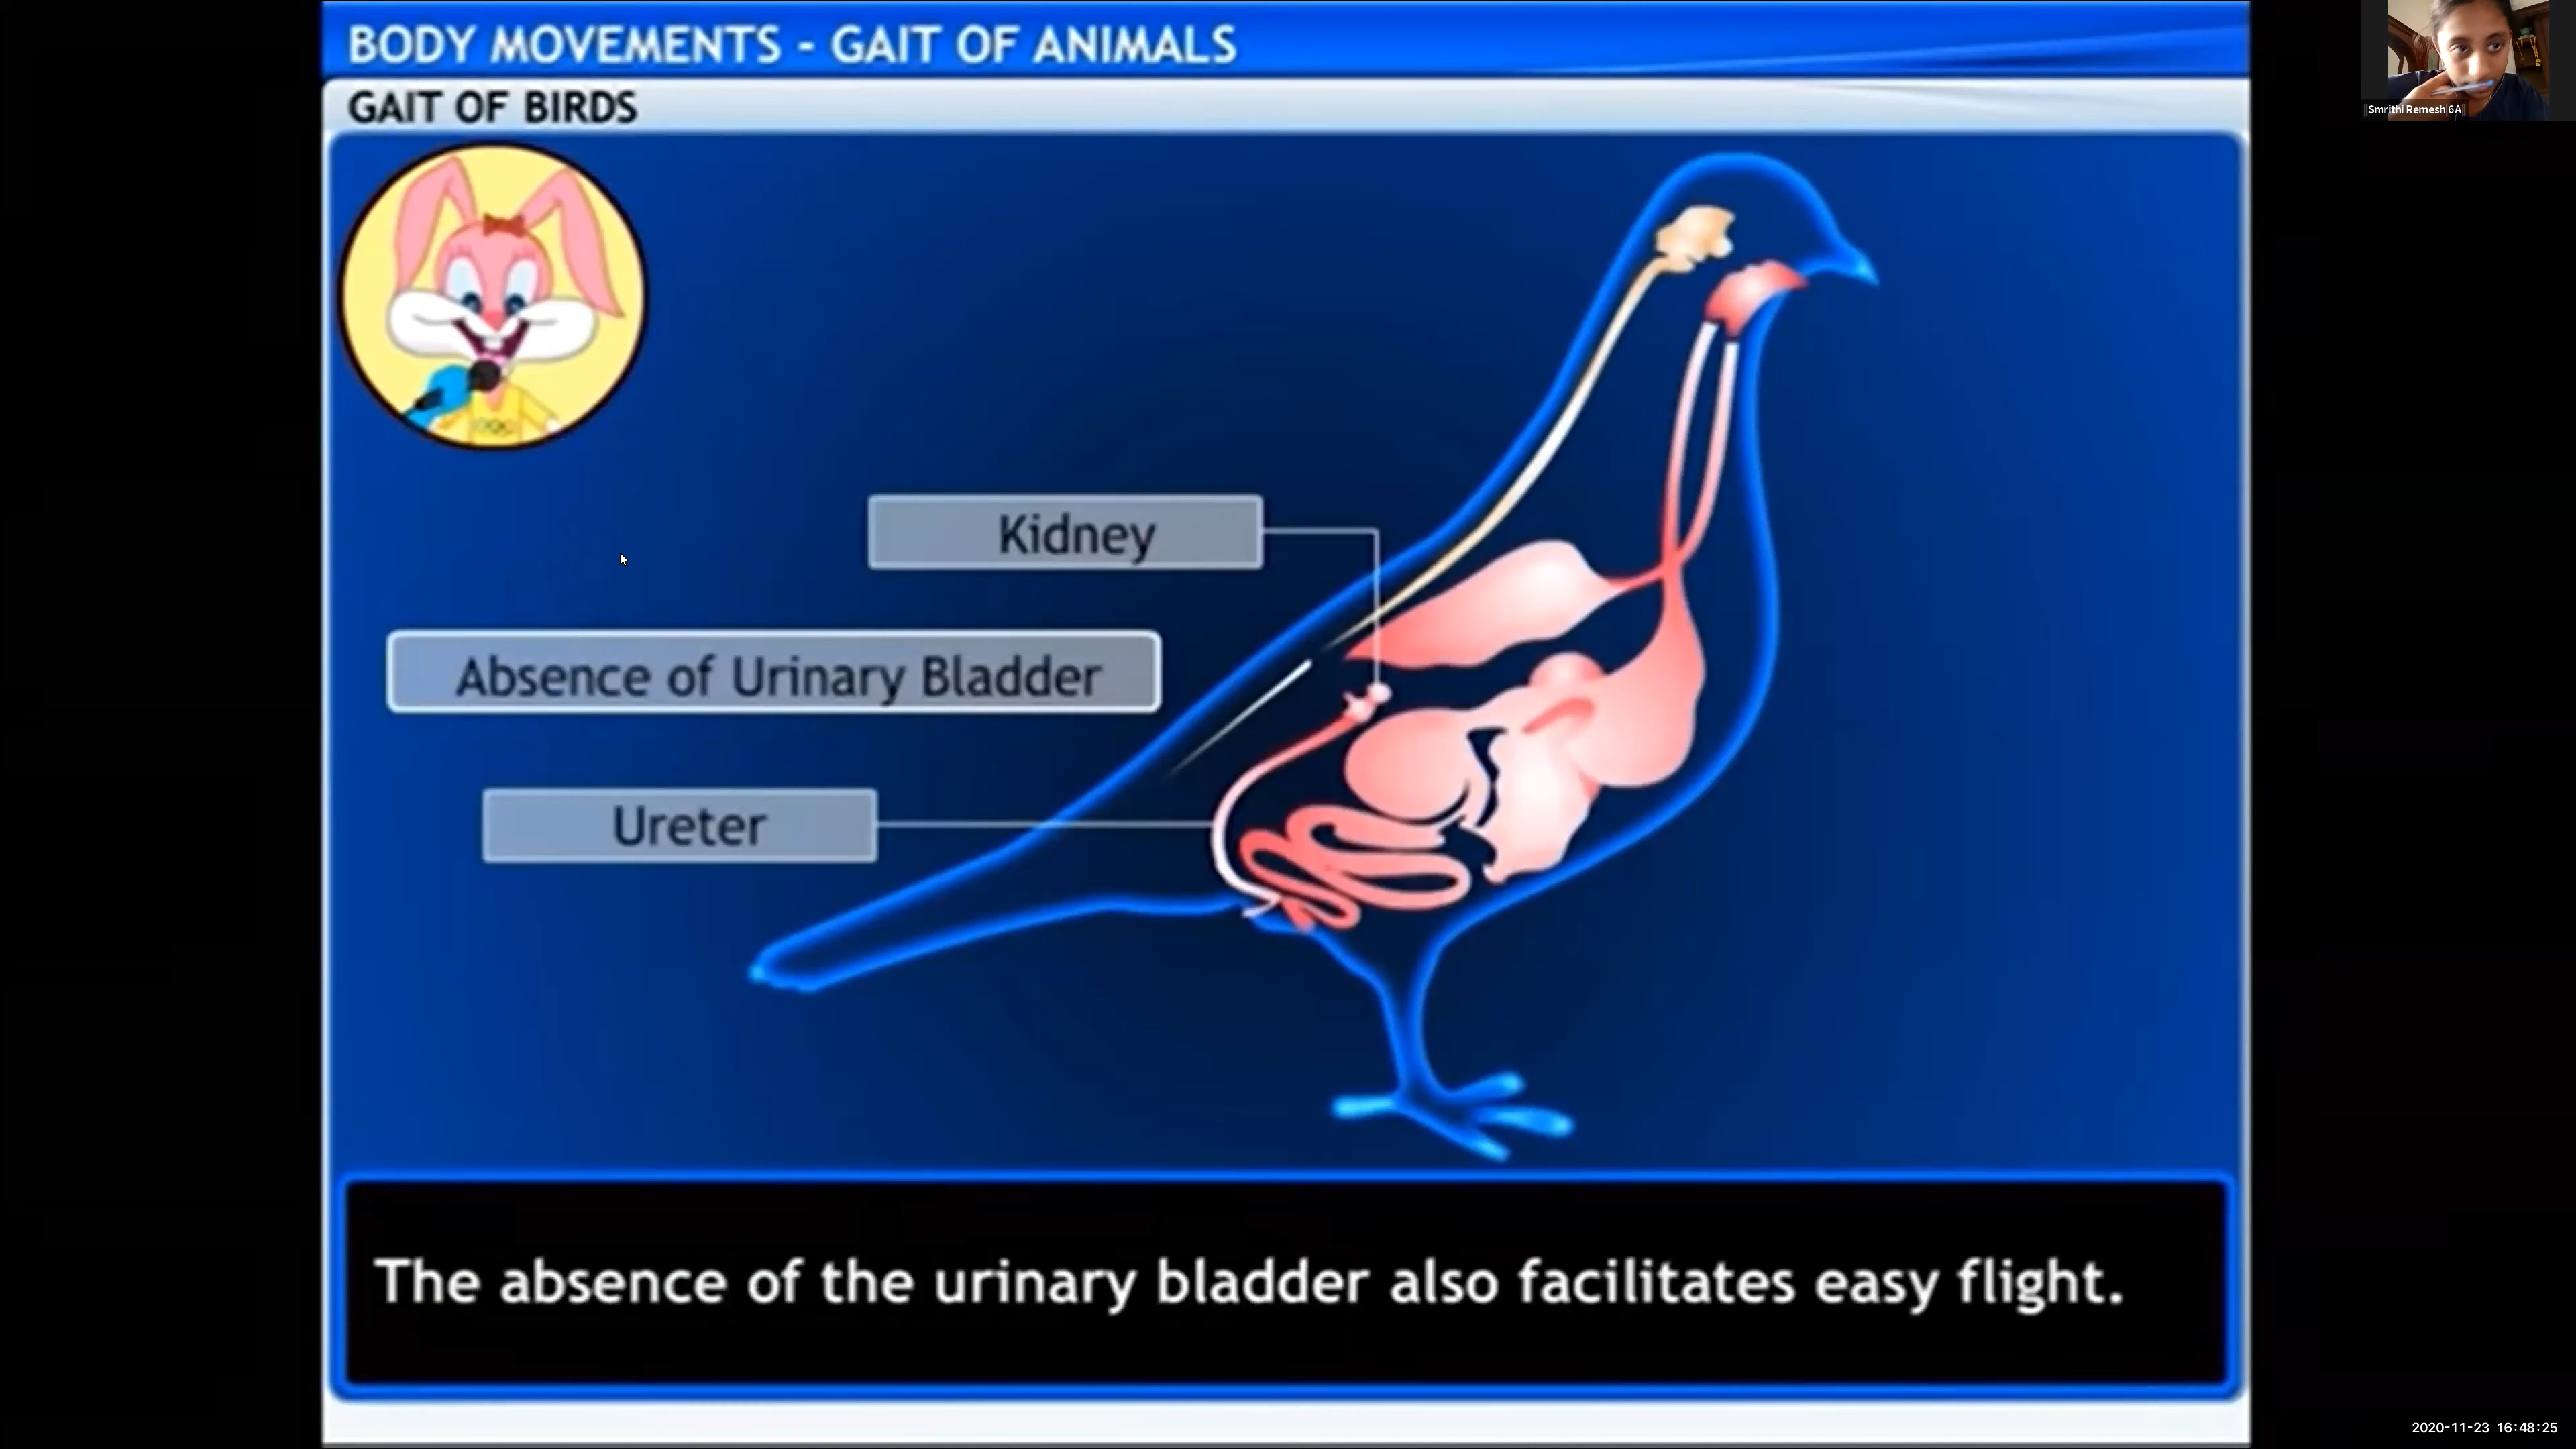 BODY MOVEMENTS - GAIT OF ANIMALS
||Smrithi Remesh|6A||
GAIT OF BIRDS
Kidney
Absence of Urinary Bladder
Ureter
The absence of the urinary bladder also facilitates easy flight.
2020-11-23 16:48:25